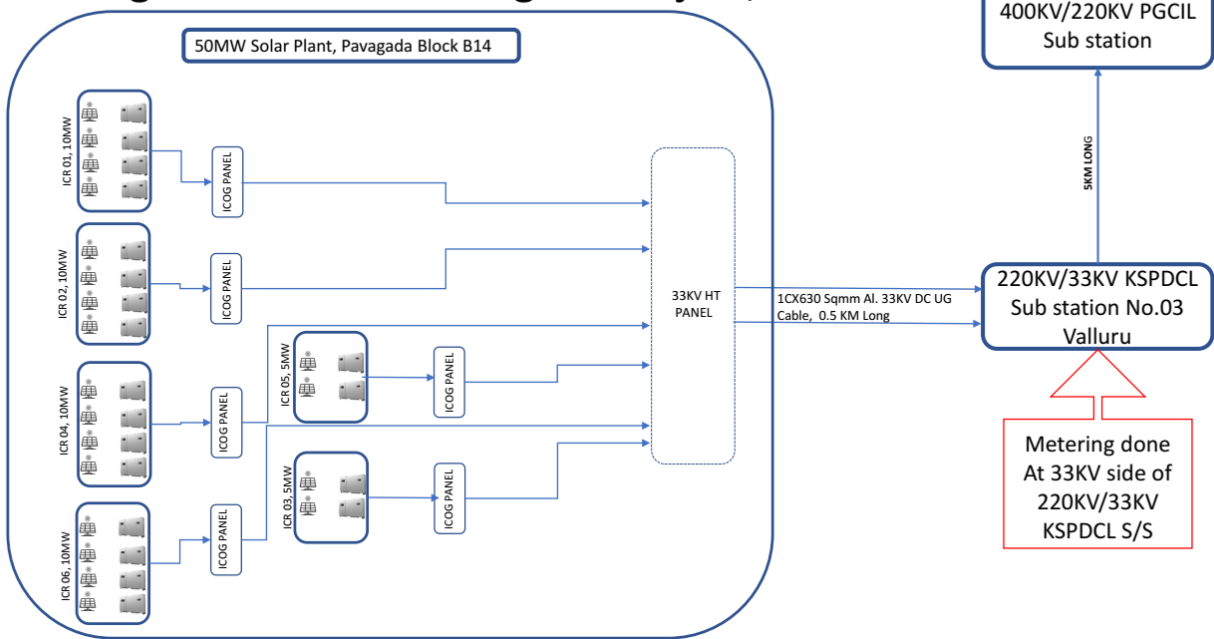 400KV/220KV PGCIL
Sub station
50MW Solar Plant, Pavagada Block B14
ICR 01, 10MW
ICOG PANEL
ICR 02, 10MW
ICOG PANEL
5KM LONG
33KV HT
PANEL
1CX630 Sqmm Al. 33KV DC UG
Cable,  0.5 KM Long
220KV/33KV KSPDCL
Sub station No.03
Valluru
ICR 04, 10MW
ICOG PANEL
ICR 05, 5MW
ICOG PANEL
ICR 03, 5MW
ICOG PANEL
ICR 06, 10MW
ICOG PANEL
Metering done
At 33KV side of
220KV/33KV
KSPDCL S/S